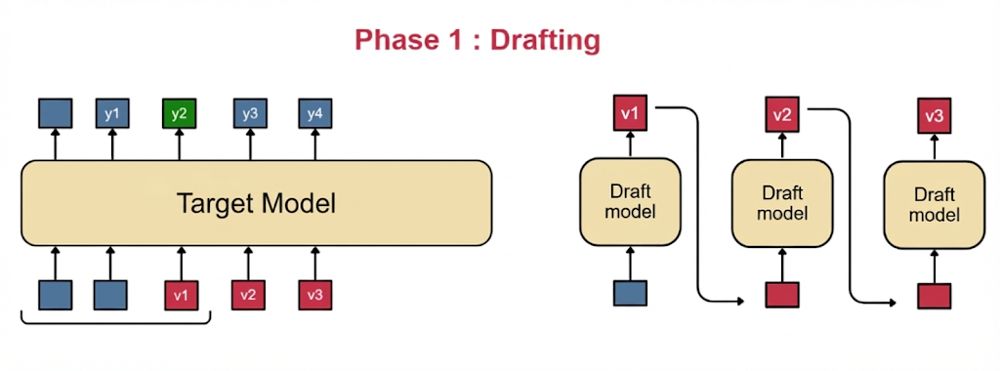 Phase 1 : Drafting
y1 y2 y3 y4
Target Model
v1 v2 v3
v1 v2 v3
Draft
model
Draft
model
Draft
model